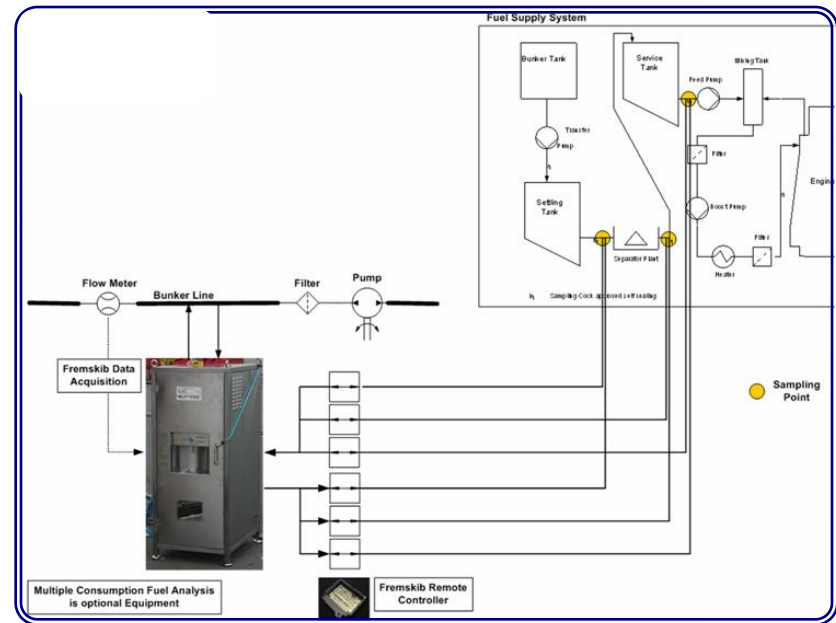 Fuel Supply System
Bunker Tank
Service
Tank
Mixing Tank
Feed Pump
Transfer
Pump
Filter
Settling
Tank
Engine
Boost Pump
Separator Plant
Filter
Heater
Sampling Cock approved self sealing
Flow Meter
Bunker Line
Filter
Pump
Fremskib Data
Acquisition
Sampling
Point
Multiple Consumption Fuel Analysis
is optional Equipment
Fremskib Remote
Controller